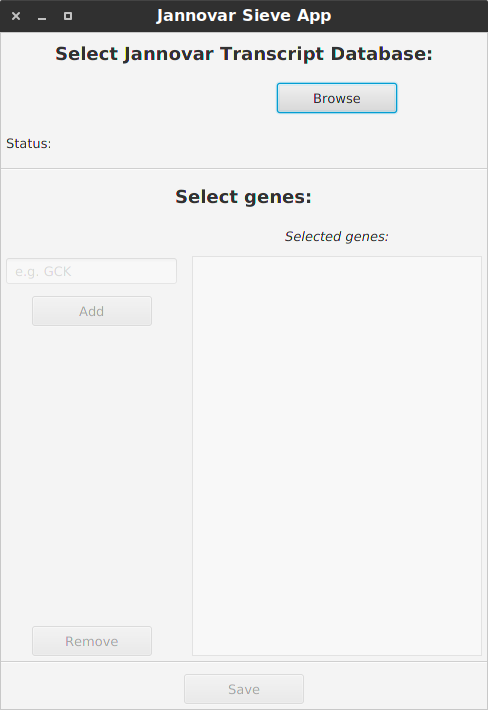 Jannovar Sieve App
Select Jannovar Transcript Database:
Browse
Status:
Select genes:
Selected genes:
e.g. GCK
Add
Remove
Save